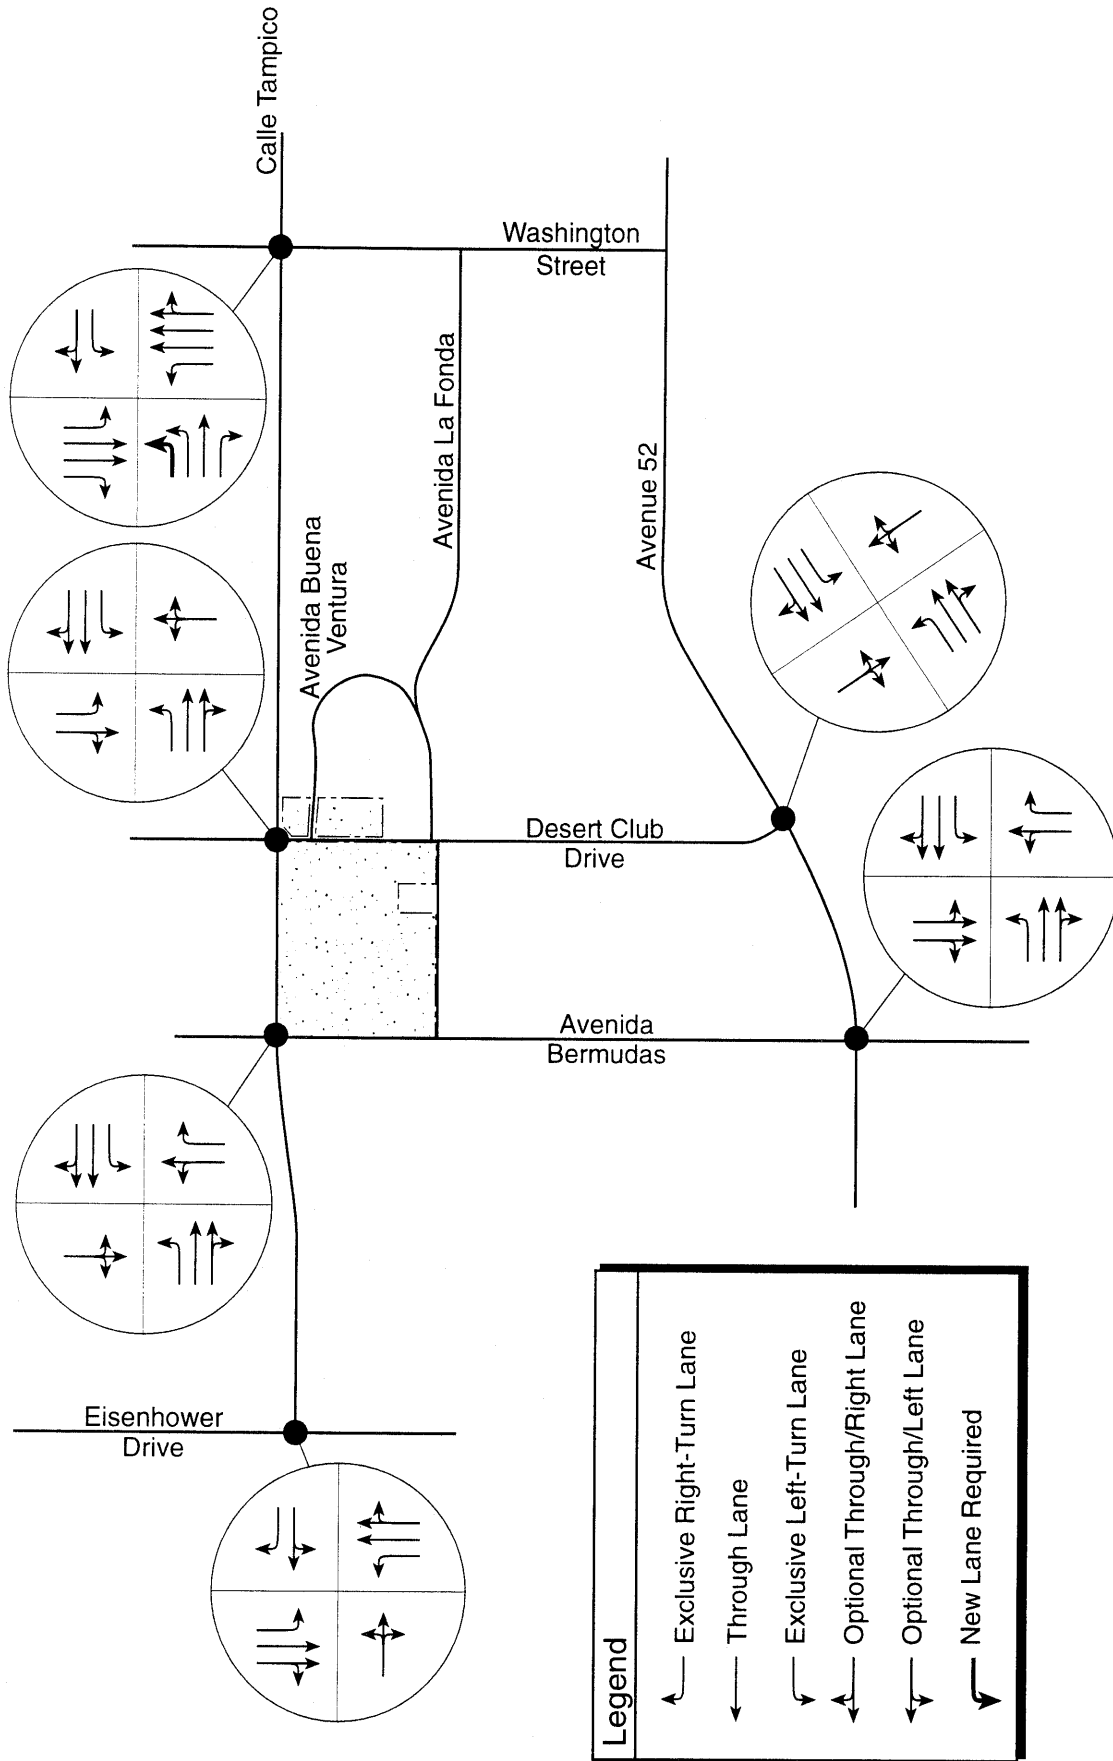 Calle Tampico
Washington
Street
Avenida La Fonda
Avenida Buena
Ventura
Avenue 52
Desert Club
Drive
Avenida
Bermudas
Eisenhower
Drive
Legend
Exclusive Right-Turn Lane
Through Lane
Exclusive Left-Turn Lane
Optional Through/Right Lane
Optional Through/Left Lane
New Lane Required